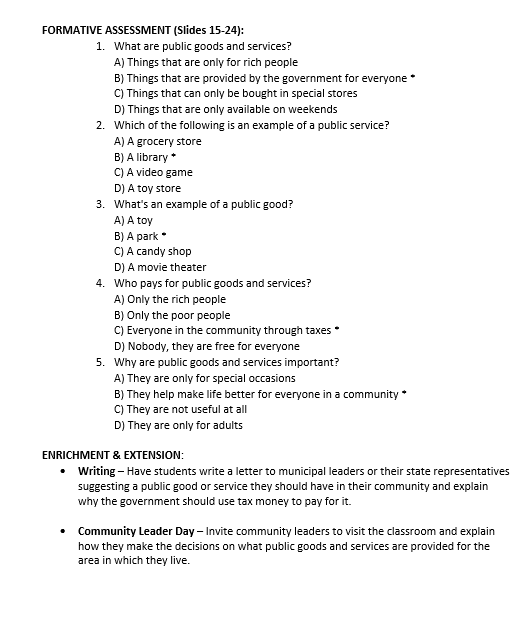 FORMATIVE ASSESSMENT (Slides 15-24):
1. What are public goods and services?
A) Things that are only for rich people
B) Things that are provided by the government for everyone *
C) Things that can only be bought in special stores
D) Things that are only available on weekends
2. Which of the following is an example of a public service?
A) A grocery store
B) A library *
C) A video game
D) A toy store
3. What's an example of a public good?
A) A toy
B) A park *
C) A candy shop
D) A movie theater
4. Who pays for public goods and services?
A) Only the rich people
B) Only the poor people
C) Everyone in the community through taxes *
D) Nobody, they are free for everyone
5. Why are public goods and services important?
A) They are only for special occasions
B) They help make life better for everyone in a community *
C) They are not useful at all
D) They are only for adults
ENRICHMENT & EXTENSION:
• Writing – Have students write a letter to municipal leaders or their state representatives
suggesting a public good or service they should have in their community and explain
why the government should use tax money to pay for it.
• Community Leader Day – Invite community leaders to visit the classroom and explain
how they make the decisions on what public goods and services are provided for the
area in which they live.